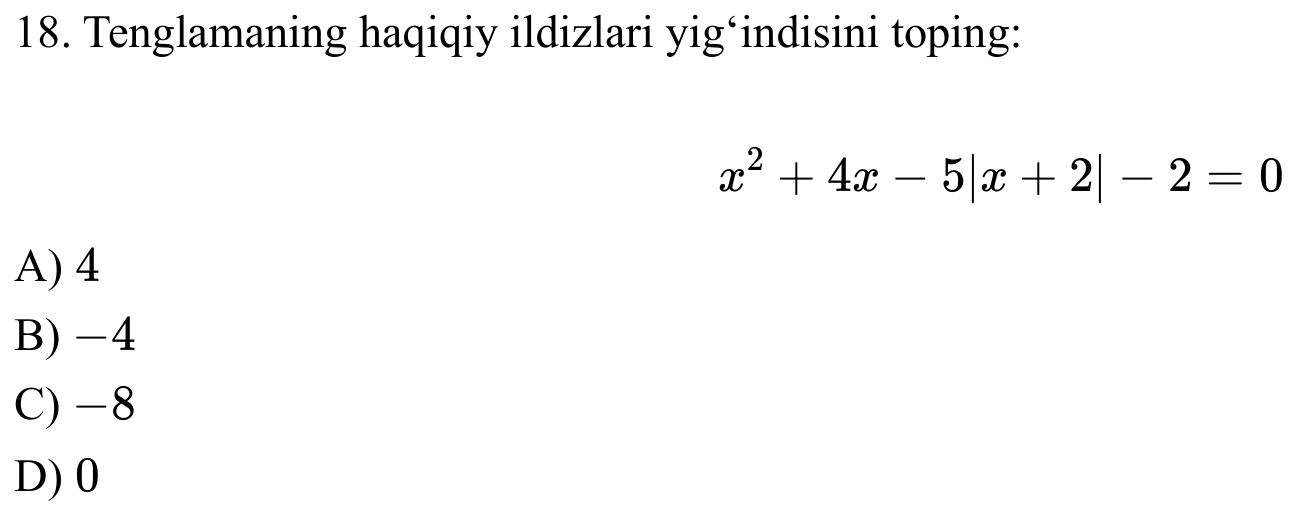 18. Tenglamaning haqiqiy ildizlari yig‘indisini toping:
x² + 4x − 5|x + 2| − 2 = 0
A) 4
B) −4
C) −8
D) 0